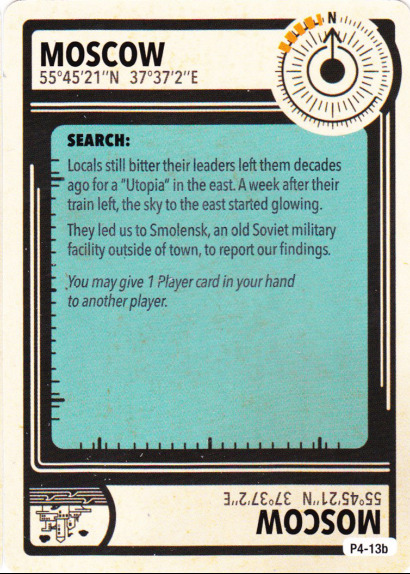 MOSCOW
55°45'21"N 37°37'2"E
N
SEARCH:
Locals still bitter their leaders left them decades
ago for a "Utopia" in the east. A week after their
train left, the sky to the east started glowing.
They led us to Smolensk, an old Soviet military
facility outside of town, to report our findings.
You may give 1 Player card in your hand
to another player.
55°45'21"N 37°37'2"E
MOSCOW
P4-13b